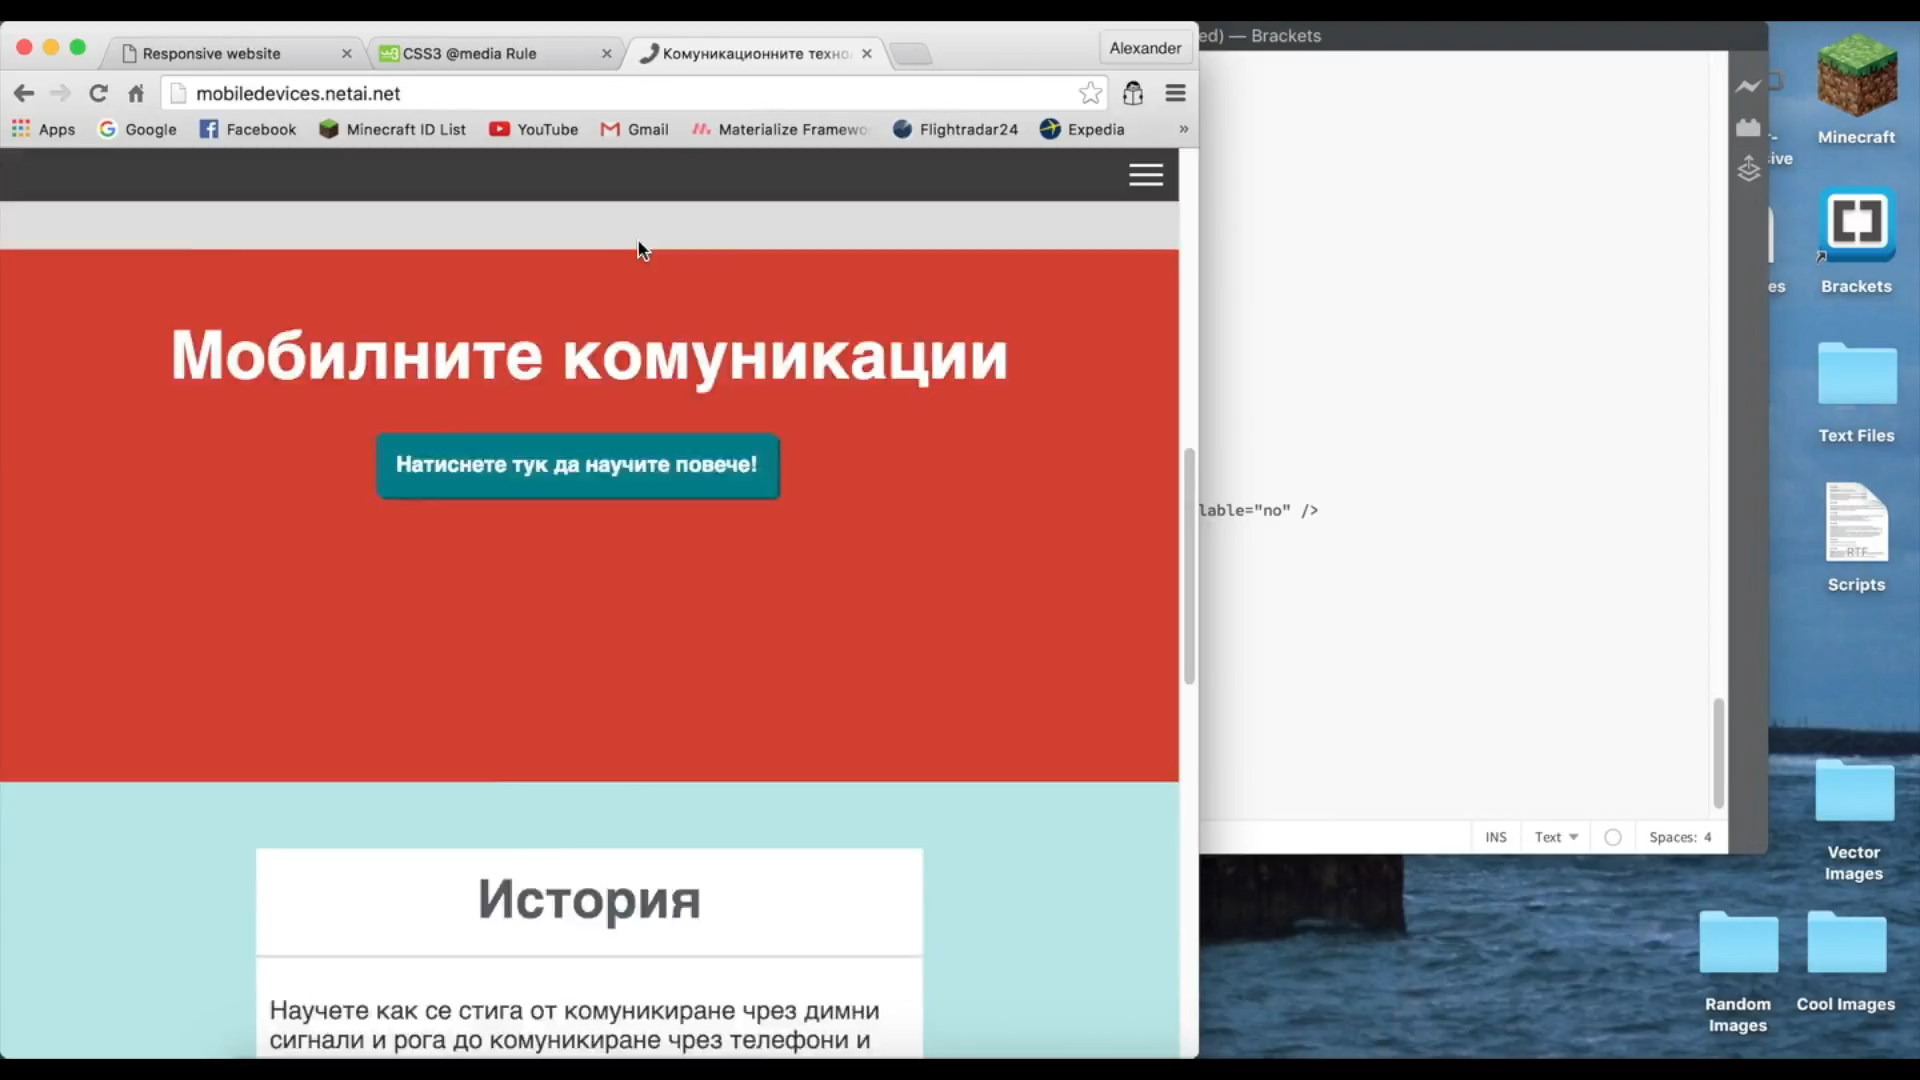 Responsive website
CSS3 @media Rule
Комуникационните техно
Alexander
ed) — Brackets
mobiledevices.netai.net
Apps
Google
Facebook
Minecraft ID List
YouTube
Gmail
Materialize Framewo
Flightradar24
Expedia
»
Мобилните комуникации
Натиснете тук да научите повече!
История
Научете как се стига от комуникиране чрез димни
сигнали и рога до комуникиране чрез телефони и
lable="no" />
INS
Text
Spaces: 4
Minecraft
ive
Brackets
es
Text Files
RTF
Scripts
Vector
Images
Random
Images
Cool Images